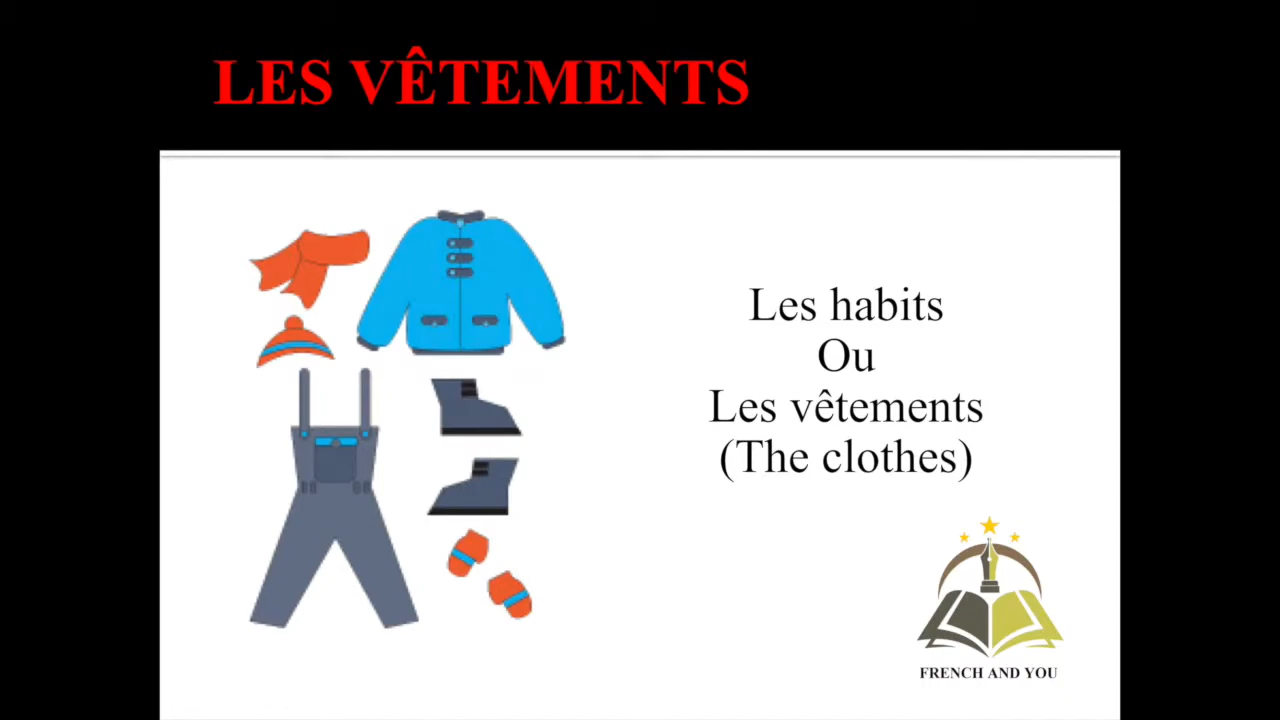 LES VÊTEMENTS
Les habits
Ou
Les vêtements
(The clothes)
FRENCH AND YOU